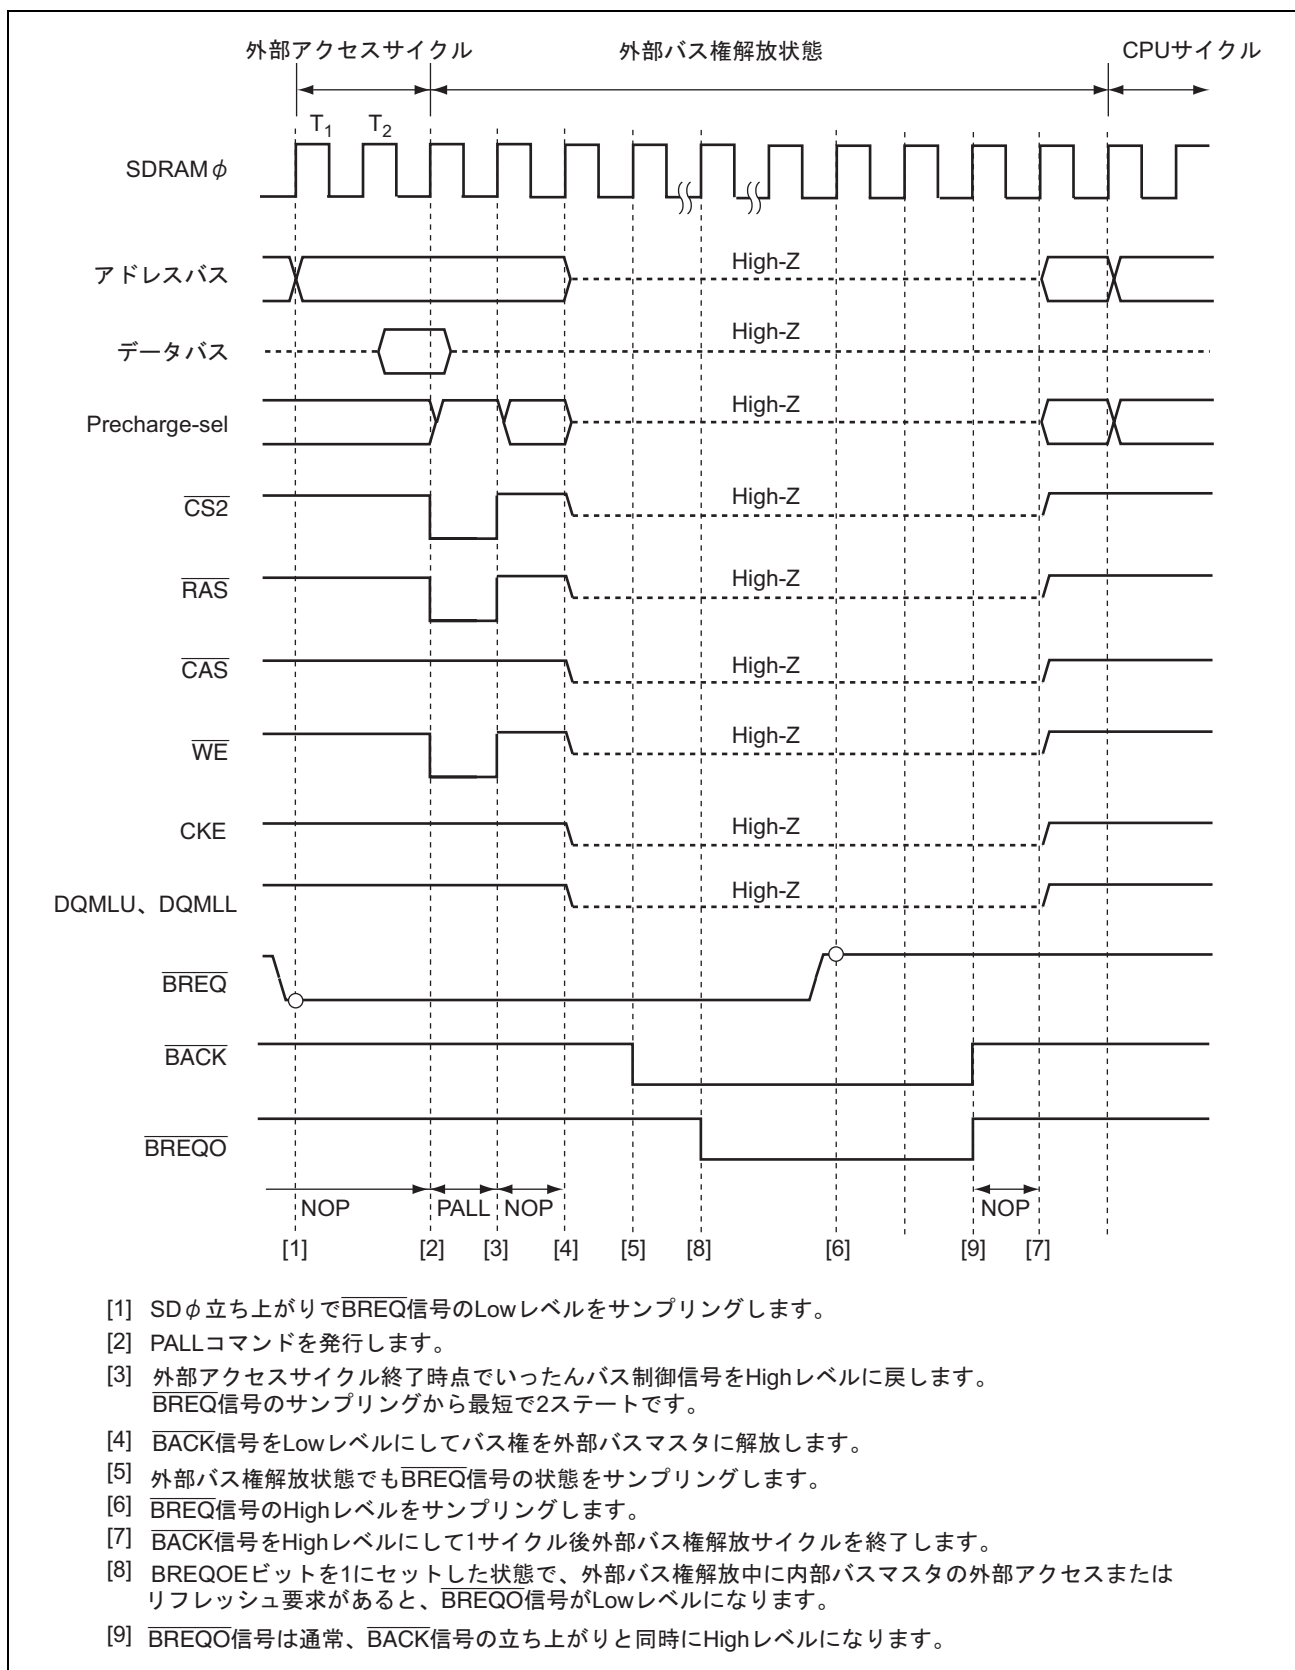 外部アクセスサイクル 外部バス権解放状態 CPUサイクル
T1 T2
SDRAMφ
アドレスバス High-Z
データバス High-Z
Precharge-sel High-Z
CS2 High-Z
RAS High-Z
CAS High-Z
WE High-Z
CKE High-Z
DQMLU、DQMLL High-Z
BREQ
BACK
BREQO
NOP PALL NOP NOP
[1] [2] [3] [4] [5] [8] [6] [9] [7]
[1] SDφ立ち上がりでBREQ信号のLowレベルをサンプリングします。
[2] PALLコマンドを発行します。
[3] 外部アクセスサイクル終了時点でいったんバス制御信号をHighレベルに戻します。
BREQ信号のサンプリングから最短で2ステートです。
[4] BACK信号をLowレベルにしてバス権を外部バスマスタに解放します。
[5] 外部バス権解放状態でもBREQ信号の状態をサンプリングします。
[6] BREQ信号のHighレベルをサンプリングします。
[7] BACK信号をHighレベルにして1サイクル後外部バス権解放サイクルを終了します。
[8] BREQOEビットを1にセットした状態で、外部バス権解放中に内部バスマスタの外部アクセスまたは
リフレッシュ要求があると、BREQO信号がLowレベルになります。
[9] BREQO信号は通常、BACK信号の立ち上がりと同時にHighレベルになります。